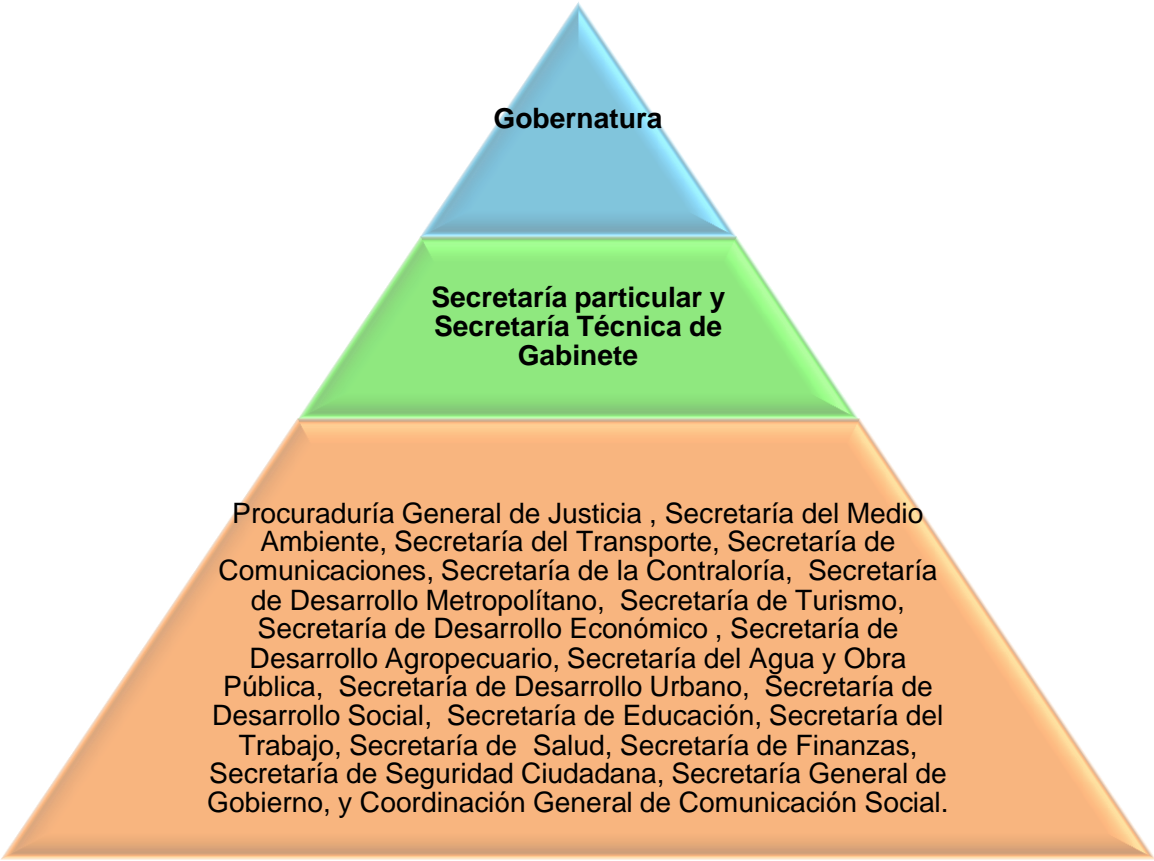 Gobernatura
Secretaría particular y
Secretaría Técnica de
Gabinete
Procuraduría General de Justicia , Secretaría del Medio
Ambiente, Secretaría del Transporte, Secretaría de
Comunicaciones, Secretaría de la Contraloría,  Secretaría
de Desarrollo Metropolítano,  Secretaría de Turismo,
Secretaría de Desarrollo Económico , Secretaría de
Desarrollo Agropecuario, Secretaría del Agua y Obra
Pública,  Secretaría de Desarrollo Urbano,  Secretaría de
Desarrollo Social,  Secretaría de Educación, Secretaría del
Trabajo, Secretaría de  Salud, Secretaría de Finanzas,
Secretaría de Seguridad Ciudadana, Secretaría General de
Gobierno, y Coordinación General de Comunicación Social.